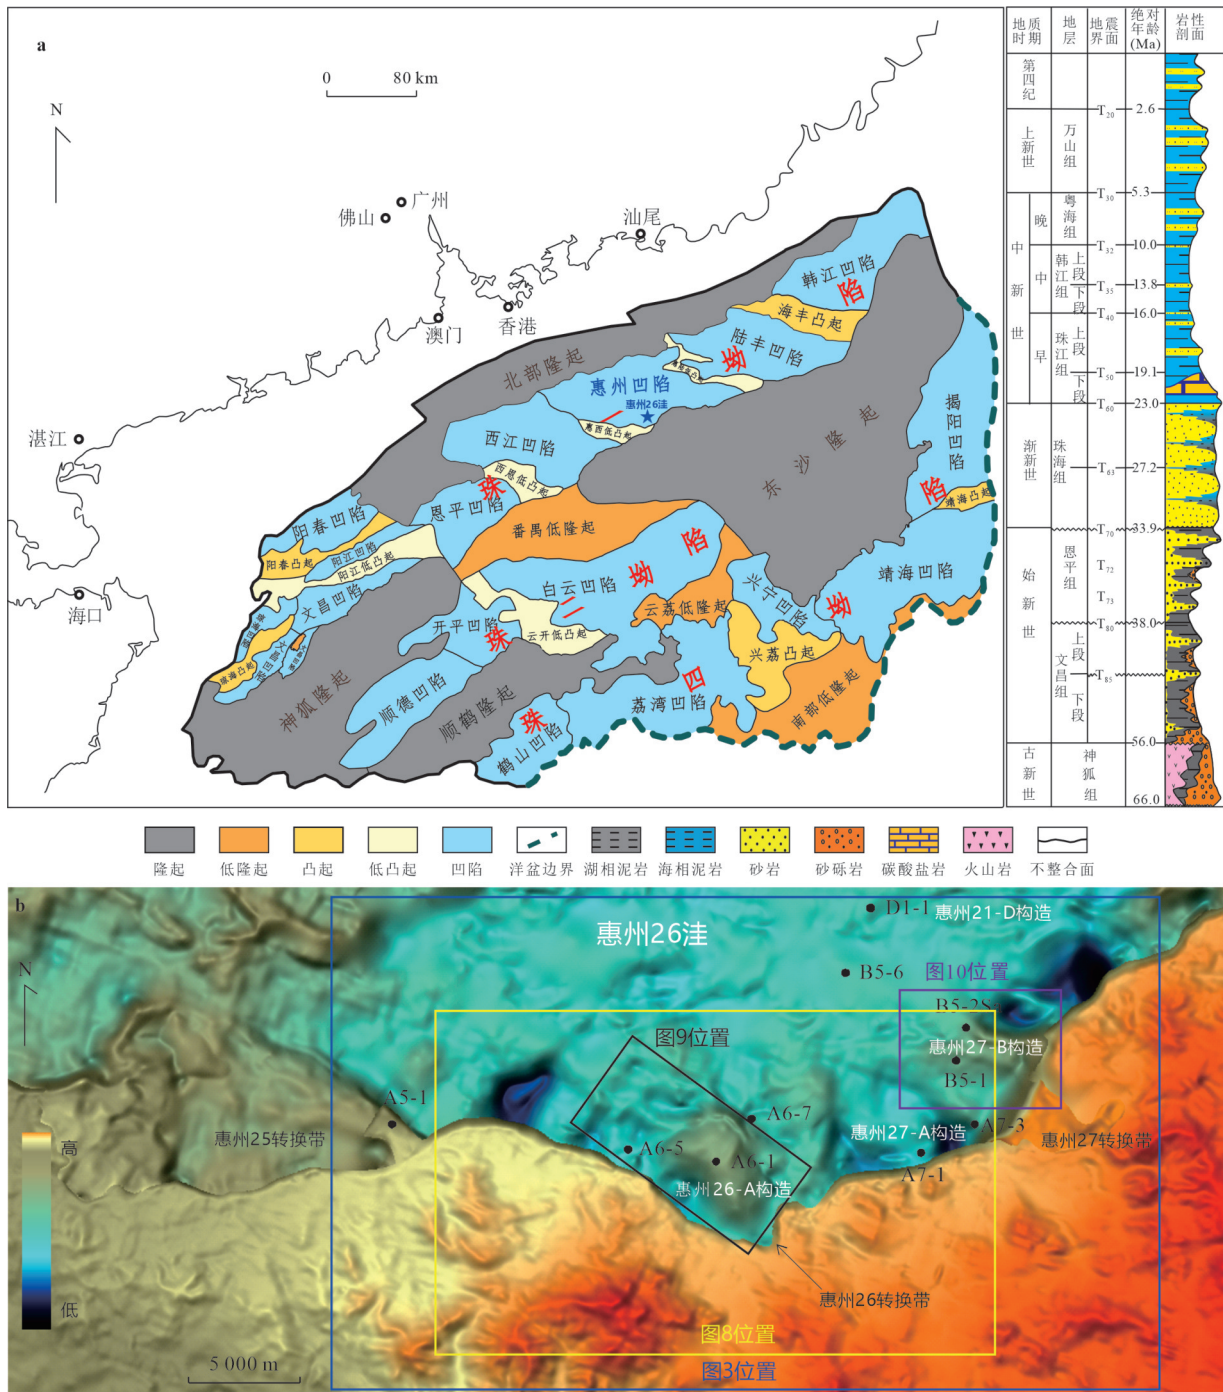 a
0 80 km
N
广州
佛山
汕尾
香港
澳门
湛江
海口
韩江凹陷
海丰凸起
陆丰凹陷
北部隆起
惠州凹陷
惠州26洼
惠西低凸起
西江凹陷
西恩低凸起
恩平凹陷
番禺低隆起
东沙隆起
揭阳凹陷
靖海凸起
靖海凹陷
阳春凹陷
阳春凸起
阳江凹陷
阳江低凸起
文昌凹陷
琼海凸起
神狐隆起
开平凹陷
顺德凹陷
顺鹤隆起
鹤山凹陷
白云凹陷
云开低凸起
云荔低隆起
兴宁凹陷
兴荔凸起
荔湾凹陷
南部低隆起
珠一坳陷
珠二坳陷
珠四坳陷
地质时期
地层
地震界面
绝对年龄(Ma)
岩性剖面
第四纪
T20 2.6
上新世
万山组
T30 5.3
中新世
晚
粤海组
T32 10.0
中
韩江组
上段
T35 13.8
下段
T40 16.0
早
珠江组
上段
T50 19.1
下段
T60 23.0
渐新世
珠海组
T63 27.2
T70 33.9
始新世
恩平组
T72
T73
T80 38.0
文昌组
上段
T85
下段
56.0
古新世
神狐组
66.0
隆起
低隆起
凸起
低凸起
凹陷
洋盆边界
湖相泥岩
海相泥岩
砂岩
砂砾岩
碳酸盐岩
火山岩
不整合面
b
N
惠州26洼
D1-1
惠州21-D构造
B5-6
图10位置
B5-2S
惠州27-B构造
B5-1
图9位置
A5-1
A6-7
惠州27-A构造
A7-3
惠州25转换带
惠州27转换带
A6-5
A6-1
A7-1
惠州26-A构造
高
低
惠州26转换带
图8位置
图3位置
5 000 m